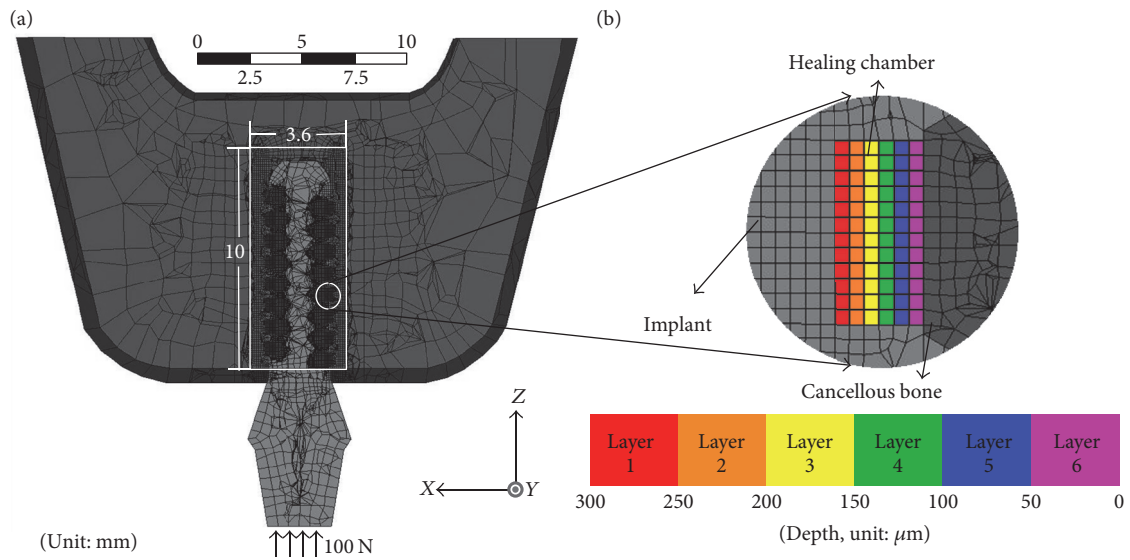 (a)
0 5 10
2.5 7.5
3.6
10
Z
X
Y
(Unit: mm)
100 N
(b)
Healing chamber
Implant
Cancellous bone
Layer 1
Layer 2
Layer 3
Layer 4
Layer 5
Layer 6
300 250 200 150 100 50 0
(Depth, unit: μm)